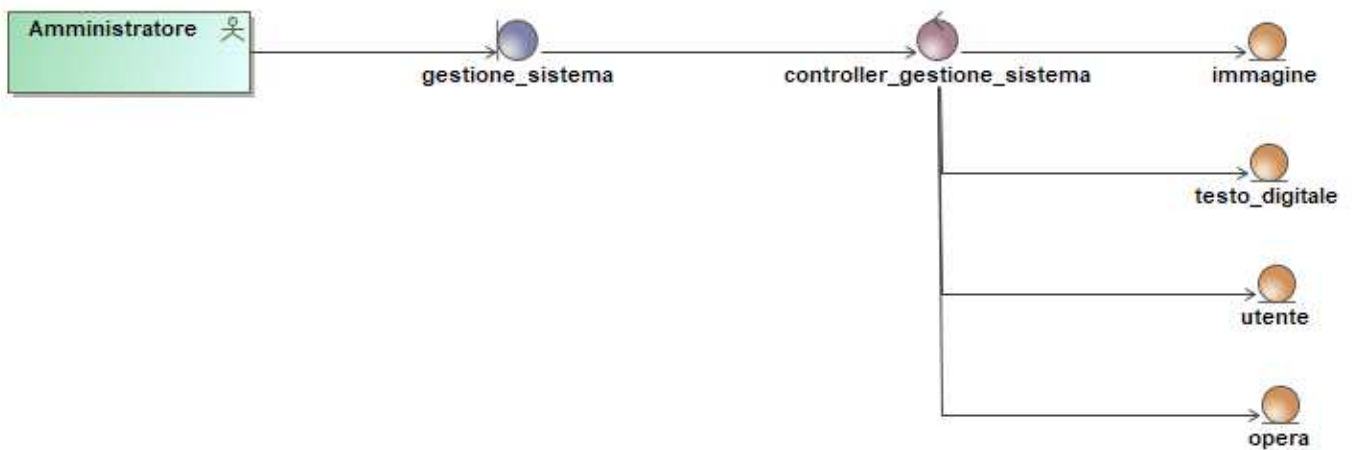 Amministratore
gestione_sistema
controller_gestione_sistema
immagine
testo_digitale
utente
opera